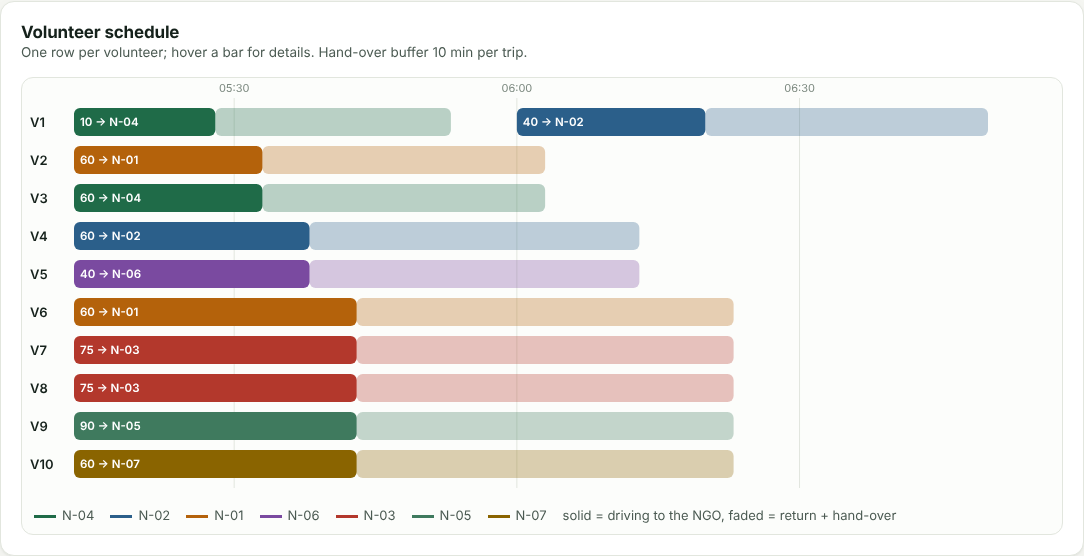 Volunteer schedule
One row per volunteer; hover a bar for details. Hand-over buffer 10 min per trip.
05:30 06:00 06:30
V1 10 → N-04 40 → N-02
V2 60 → N-01
V3 60 → N-04
V4 60 → N-02
V5 40 → N-06
V6 60 → N-01
V7 75 → N-03
V8 75 → N-03
V9 90 → N-05
V10 60 → N-07
N-04 N-02 N-01 N-06 N-03 N-05 N-07 solid = driving to the NGO, faded = return + hand-over